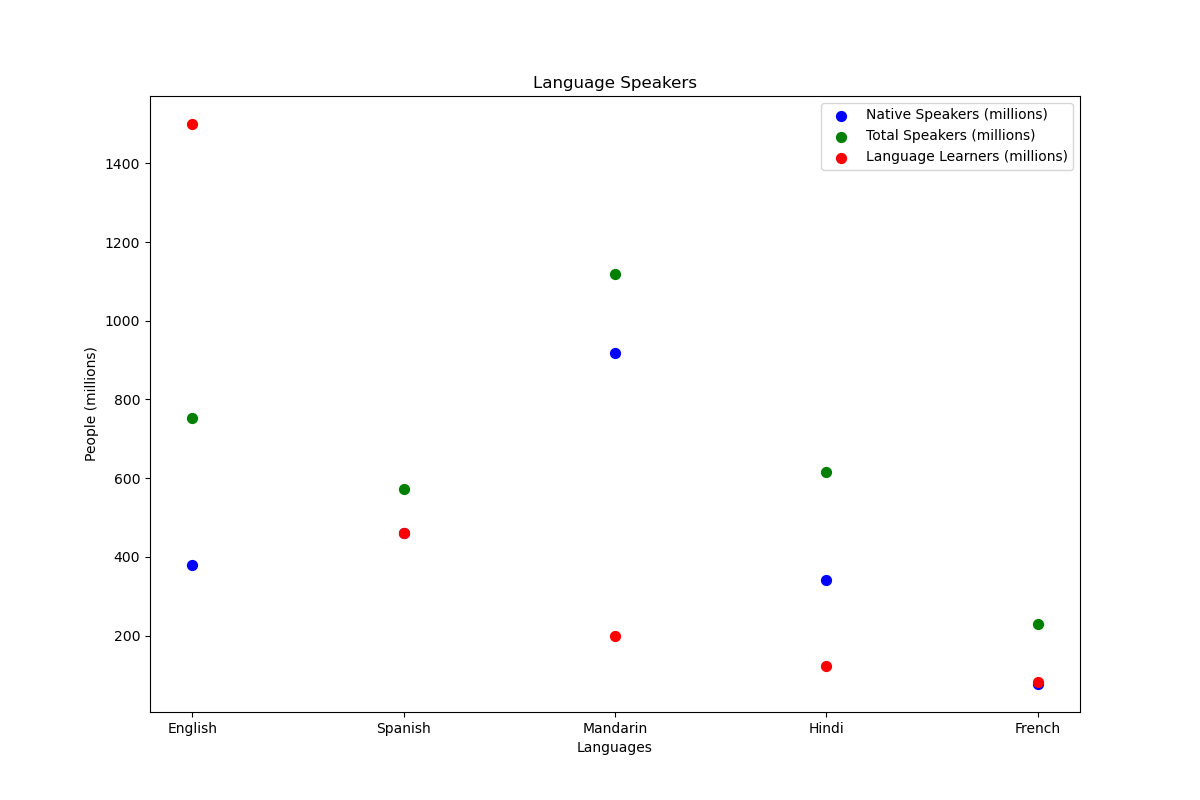 Language Speakers
Native Speakers (millions)
Total Speakers (millions)
Language Learners (millions)
1400
1200
1000
800
600
400
200
People (millions)
English Spanish Mandarin Hindi French
Languages